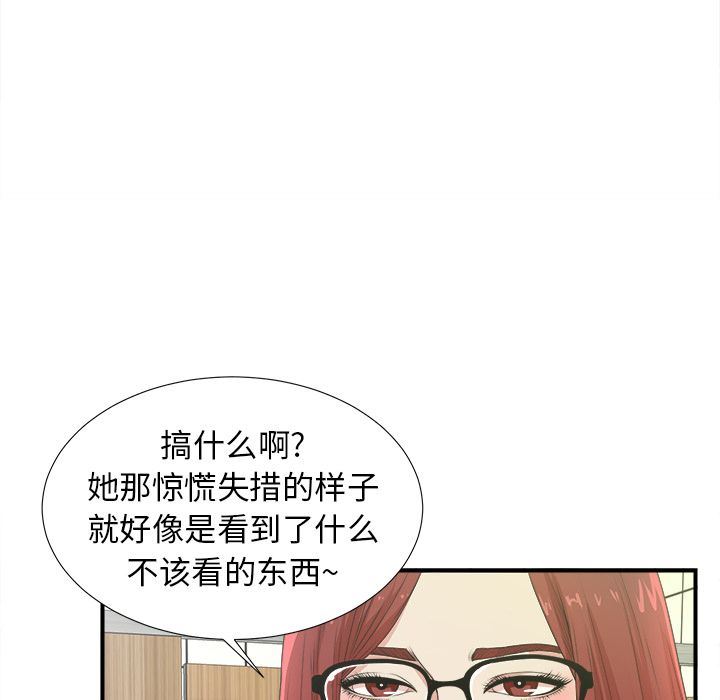 搞什么啊?
她那惊慌失措的样子
就好像是看到了什么
不该看的东西~